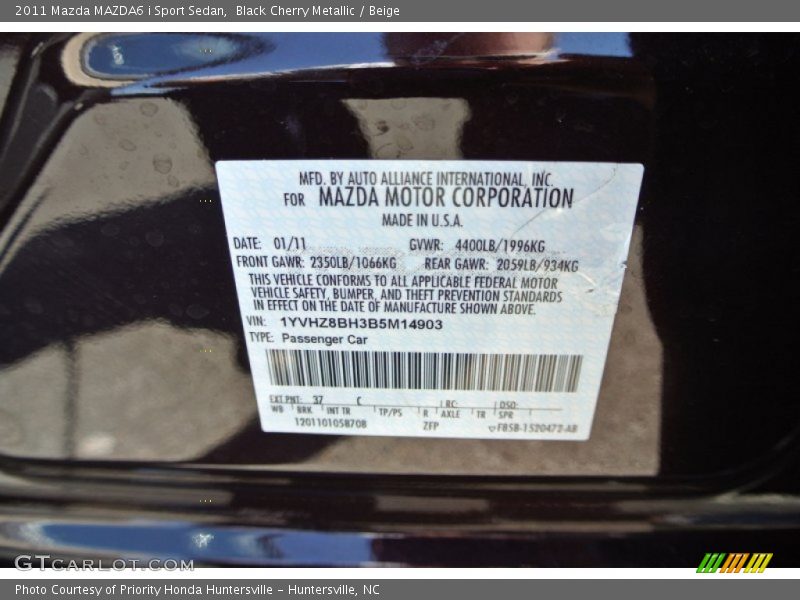 2011 Mazda MAZDA6 i Sport Sedan, Black Cherry Metallic / Beige
MFD. BY AUTO ALLIANCE INTERNATIONAL, INC.
FOR MAZDA MOTOR CORPORATION
MADE IN U.S.A.
DATE: 01/11 GVWR: 4400LB/1996KG
FRONT GAWR: 2350LB/1066KG REAR GAWR: 2059LB/934KG
THIS VEHICLE CONFORMS TO ALL APPLICABLE FEDERAL MOTOR
VEHICLE SAFETY, BUMPER, AND THEFT PREVENTION STANDARDS
IN EFFECT ON THE DATE OF MANUFACTURE SHOWN ABOVE.
VIN: 1YVHZ8BH3B5M14903
TYPE: Passenger Car
EXT PNT: 37 C RC: DSO:
WB BRK INT TR TP/PS R AXLE TR SPR
1201101058708 ZFP F85B-1520472-AB
GTCARLOT.COM
Photo Courtesy of Priority Honda Huntersville - Huntersville, NC